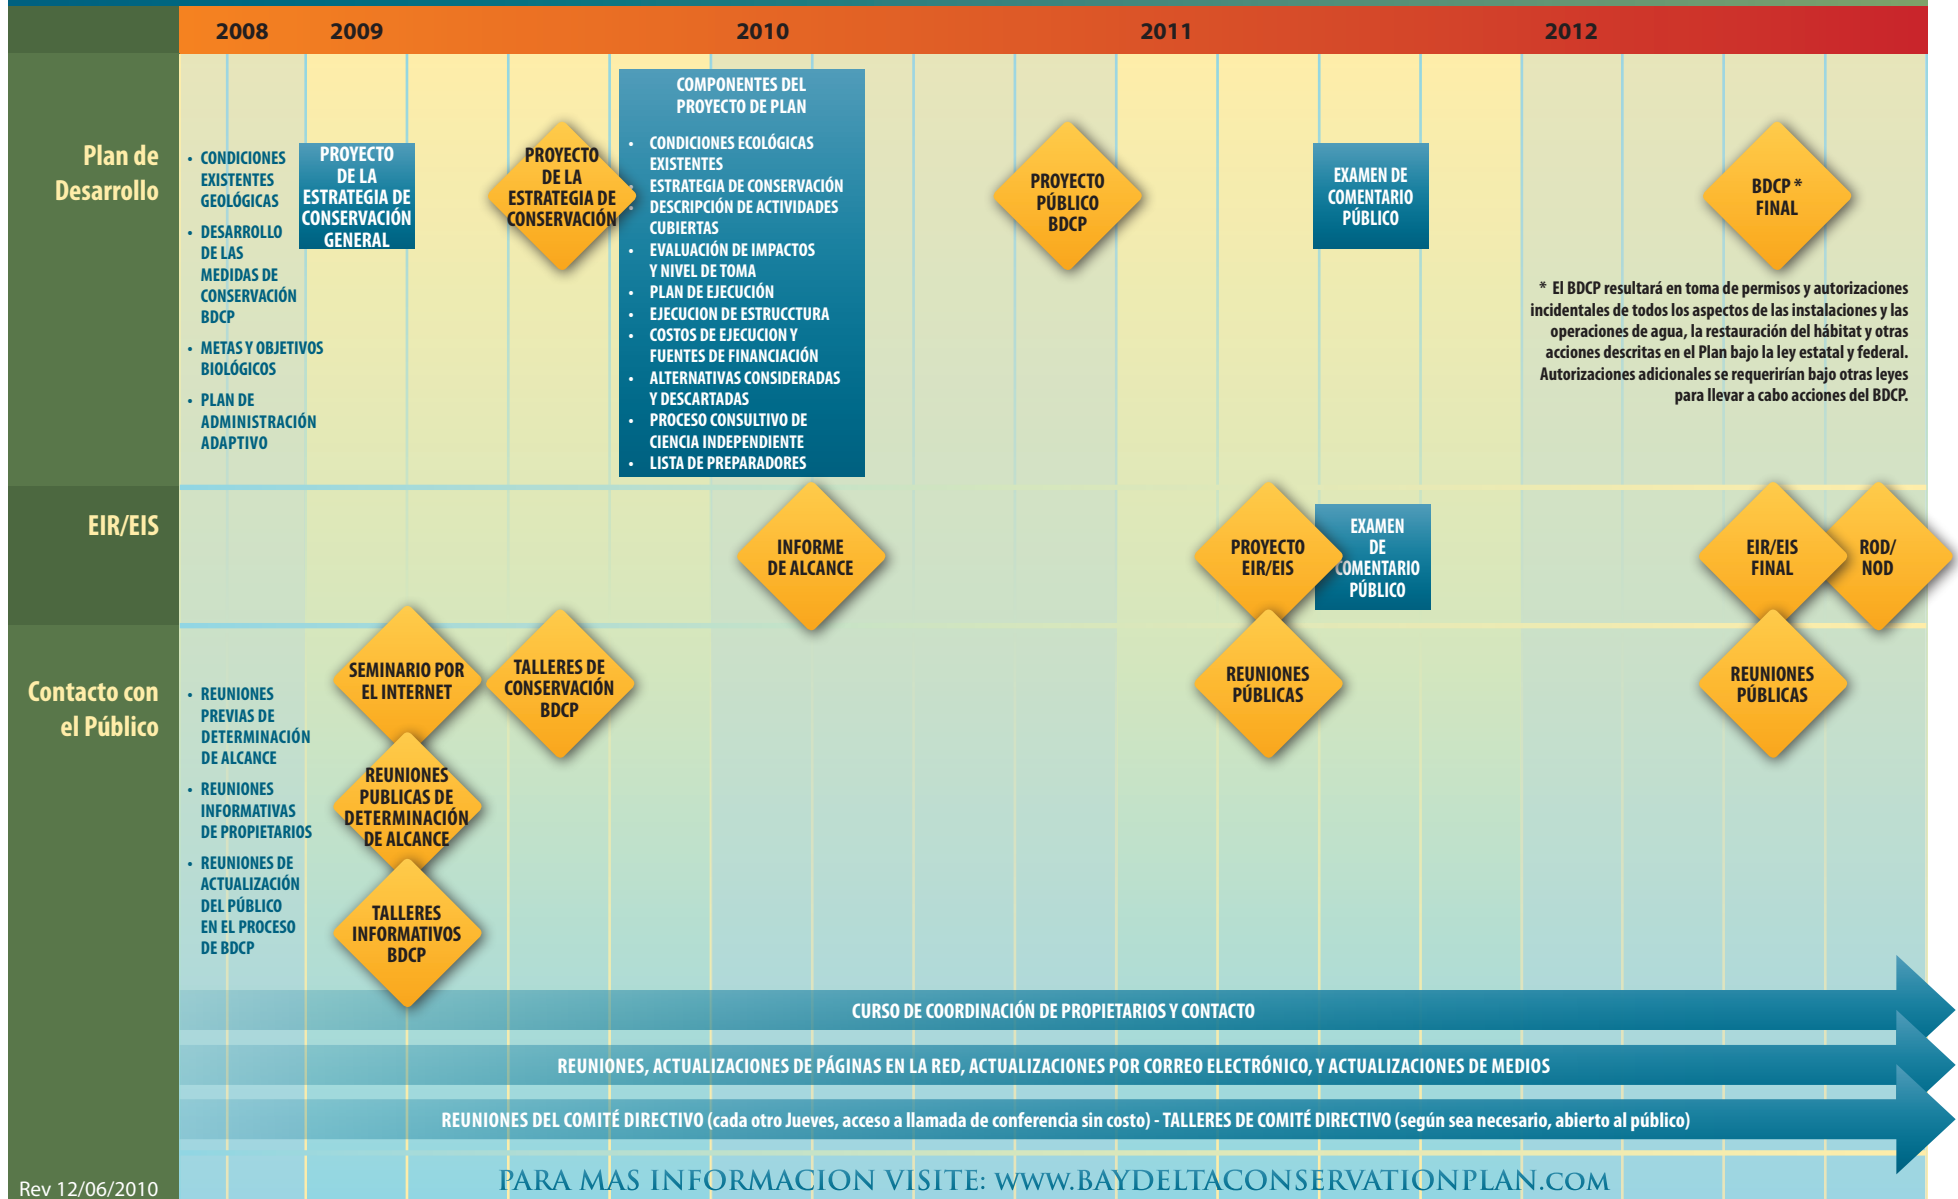 2008 2009 2010 2011 2012
Plan de
Desarrollo
• CONDICIONES
EXISTENTES
GEOLÓGICAS
• DESARROLLO
DE LAS
MEDIDAS DE
CONSERVACIÓN
BDCP
• METAS Y OBJETIVOS
BIOLÓGICOS
• PLAN DE
ADMINISTRACIÓN
ADAPTIVO
PROYECTO
DE LA
ESTRATEGIA DE
CONSERVACIÓN
GENERAL
PROYECTO
DE LA
ESTRATEGIA DE
CONSERVACIÓN
COMPONENTES DEL
PROYECTO DE PLAN
• CONDICIONES ECOLÓGICAS
EXISTENTES
• ESTRATEGIA DE CONSERVACIÓN
• DESCRIPCIÓN DE ACTIVIDADES
CUBIERTAS
• EVALUACIÓN DE IMPACTOS
Y NIVEL DE TOMA
• PLAN DE EJECUCIÓN
• EJECUCION DE ESTRUCCTURA
• COSTOS DE EJECUCION Y
FUENTES DE FINANCIACIÓN
• ALTERNATIVAS CONSIDERADAS
Y DESCARTADAS
• PROCESO CONSULTIVO DE
CIENCIA INDEPENDIENTE
• LISTA DE PREPARADORES
PROYECTO
PÚBLICO
BDCP
EXAMEN DE
COMENTARIO
PÚBLICO
BDCP *
FINAL
* El BDCP resultará en toma de permisos y autorizaciones
incidentales de todos los aspectos de las instalaciones y las
operaciones de agua, la restauración del hábitat y otras
acciones descritas en el Plan bajo la ley estatal y federal.
Autorizaciones adicionales se requerirían bajo otras leyes
para llevar a cabo acciones del BDCP.
EIR/EIS
INFORME
DE ALCANCE
PROYECTO
EIR/EIS
EXAMEN
DE
COMENTARIO
PÚBLICO
EIR/EIS
FINAL
ROD/
NOD
Contacto con
el Público
• REUNIONES
PREVIAS DE
DETERMINACIÓN
DE ALCANCE
• REUNIONES
INFORMATIVAS
DE PROPIETARIOS
• REUNIONES DE
ACTUALIZACIÓN
DEL PÚBLICO
EN EL PROCESO
DE BDCP
SEMINARIO POR
EL INTERNET
REUNIONES
PUBLICAS DE
DETERMINACIÓN
DE ALCANCE
TALLERES
INFORMATIVOS
BDCP
TALLERES DE
CONSERVACIÓN
BDCP
REUNIONES
PÚBLICAS
REUNIONES
PÚBLICAS
CURSO DE COORDINACIÓN DE PROPIETARIOS Y CONTACTO
REUNIONES, ACTUALIZACIONES DE PÁGINAS EN LA RED, ACTUALIZACIONES POR CORREO ELECTRÓNICO, Y ACTUALIZACIONES DE MEDIOS
REUNIONES DEL COMITÉ DIRECTIVO (cada otro Jueves, acceso a llamada de conferencia sin costo) - TALLERES DE COMITÉ DIRECTIVO (según sea necesario, abierto al público)
PARA MAS INFORMACION VISITE: WWW.BAYDELTACONSERVATIONPLAN.COM
Rev 12/06/2010